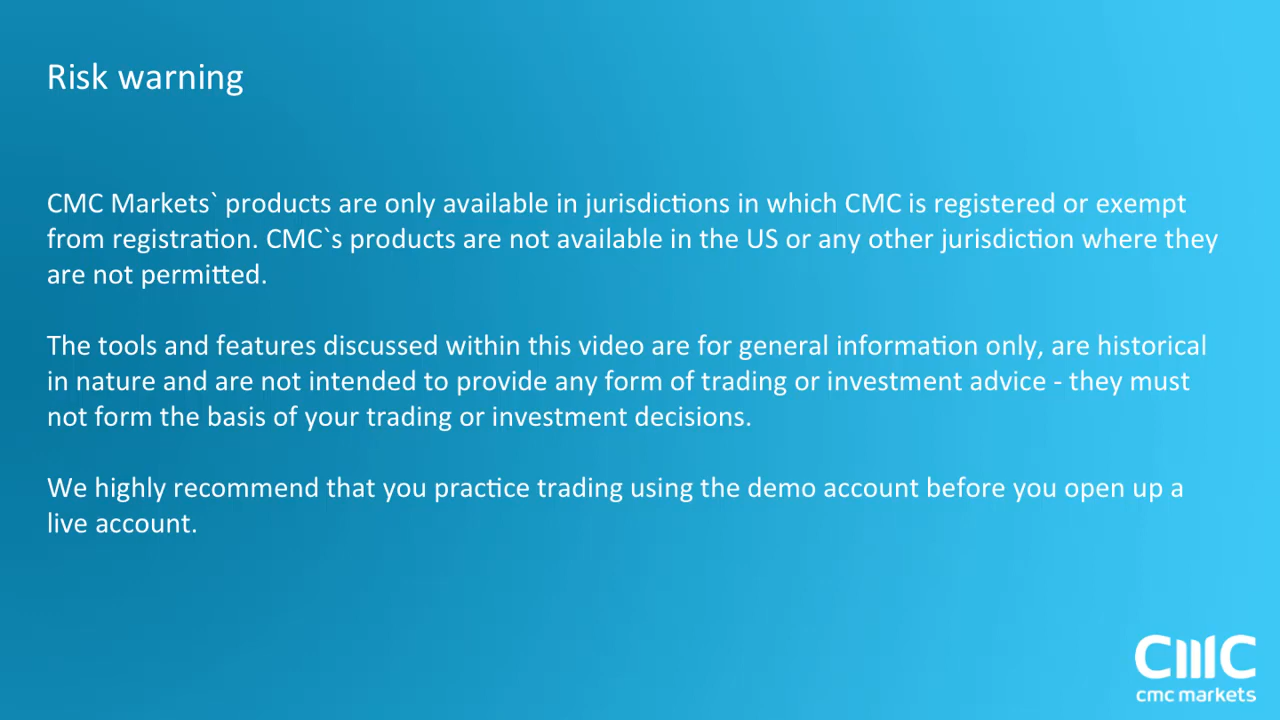 Risk warning
CMC Markets` products are only available in jurisdictions in which CMC is registered or exempt
from registration. CMC`s products are not available in the US or any other jurisdiction where they
are not permitted.
The tools and features discussed within this video are for general information only, are historical
in nature and are not intended to provide any form of trading or investment advice - they must
not form the basis of your trading or investment decisions.
We highly recommend that you practice trading using the demo account before you open up a
live account.
CMC
cmc markets